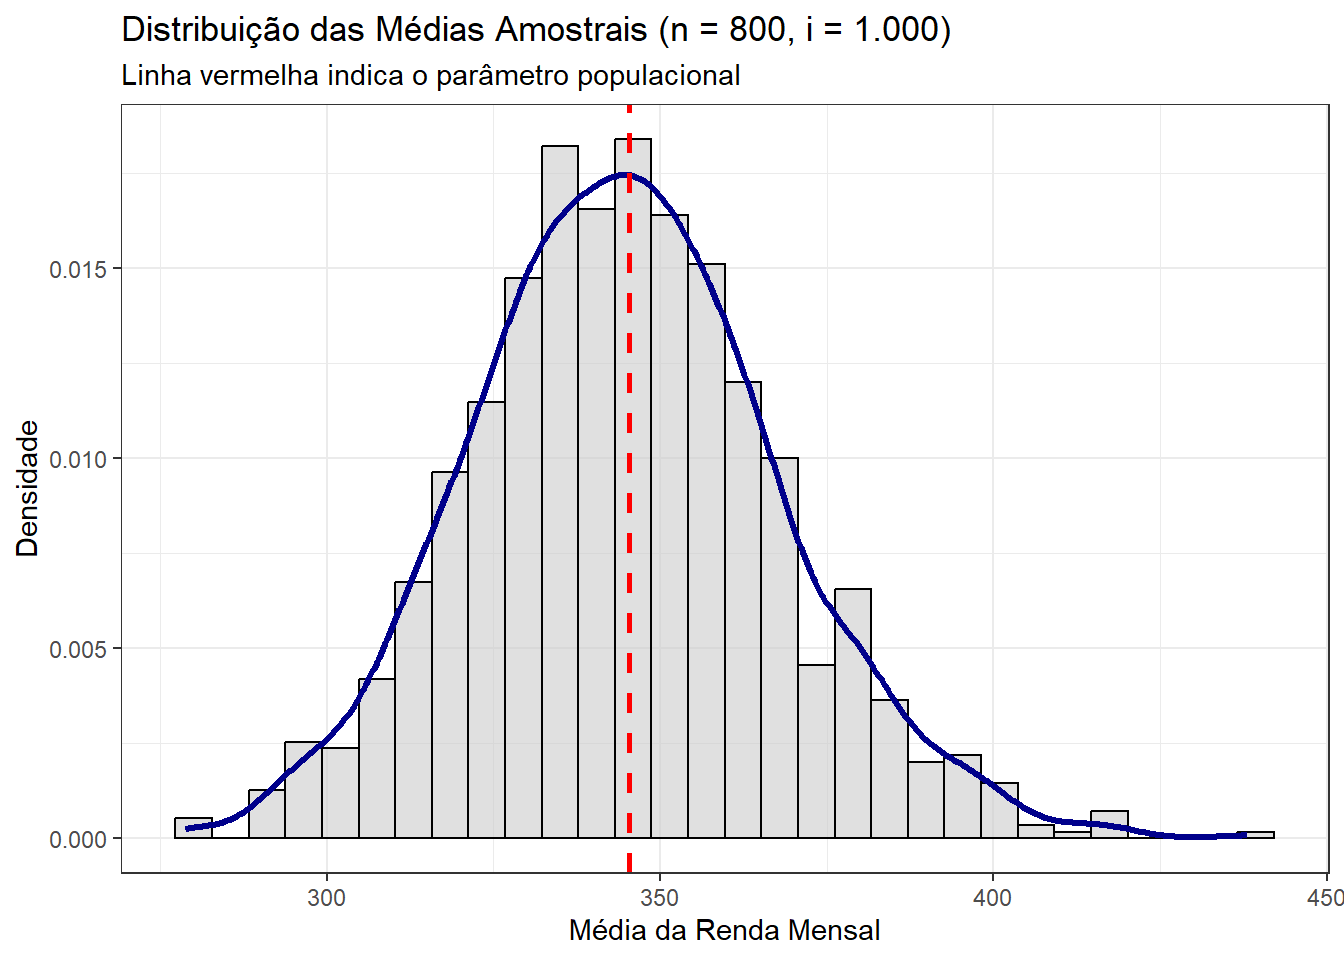 Distribuição das Médias Amostrais (n = 800, i = 1.000)
Linha vermelha indica o parâmetro populacional
0.015
0.010
0.005
0.000
Densidade
300 350 400 450
Média da Renda Mensal